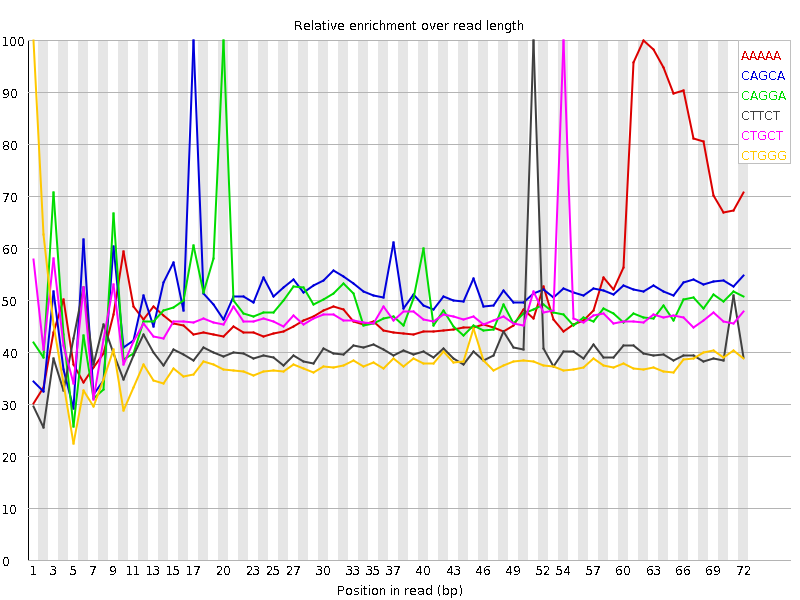 Relative enrichment over read length
100
90
80
70
60
50
40
30
20
10
0
AAAAA
CAGCA
CAGGA
CTTCT
CTGCT
CTGGG
1 3 5 7 9 11 13 15 17 20 23 25 27 30 33 35 37 40 43 46 49 52 54 57 60 63 66 69 72
Position in read (bp)